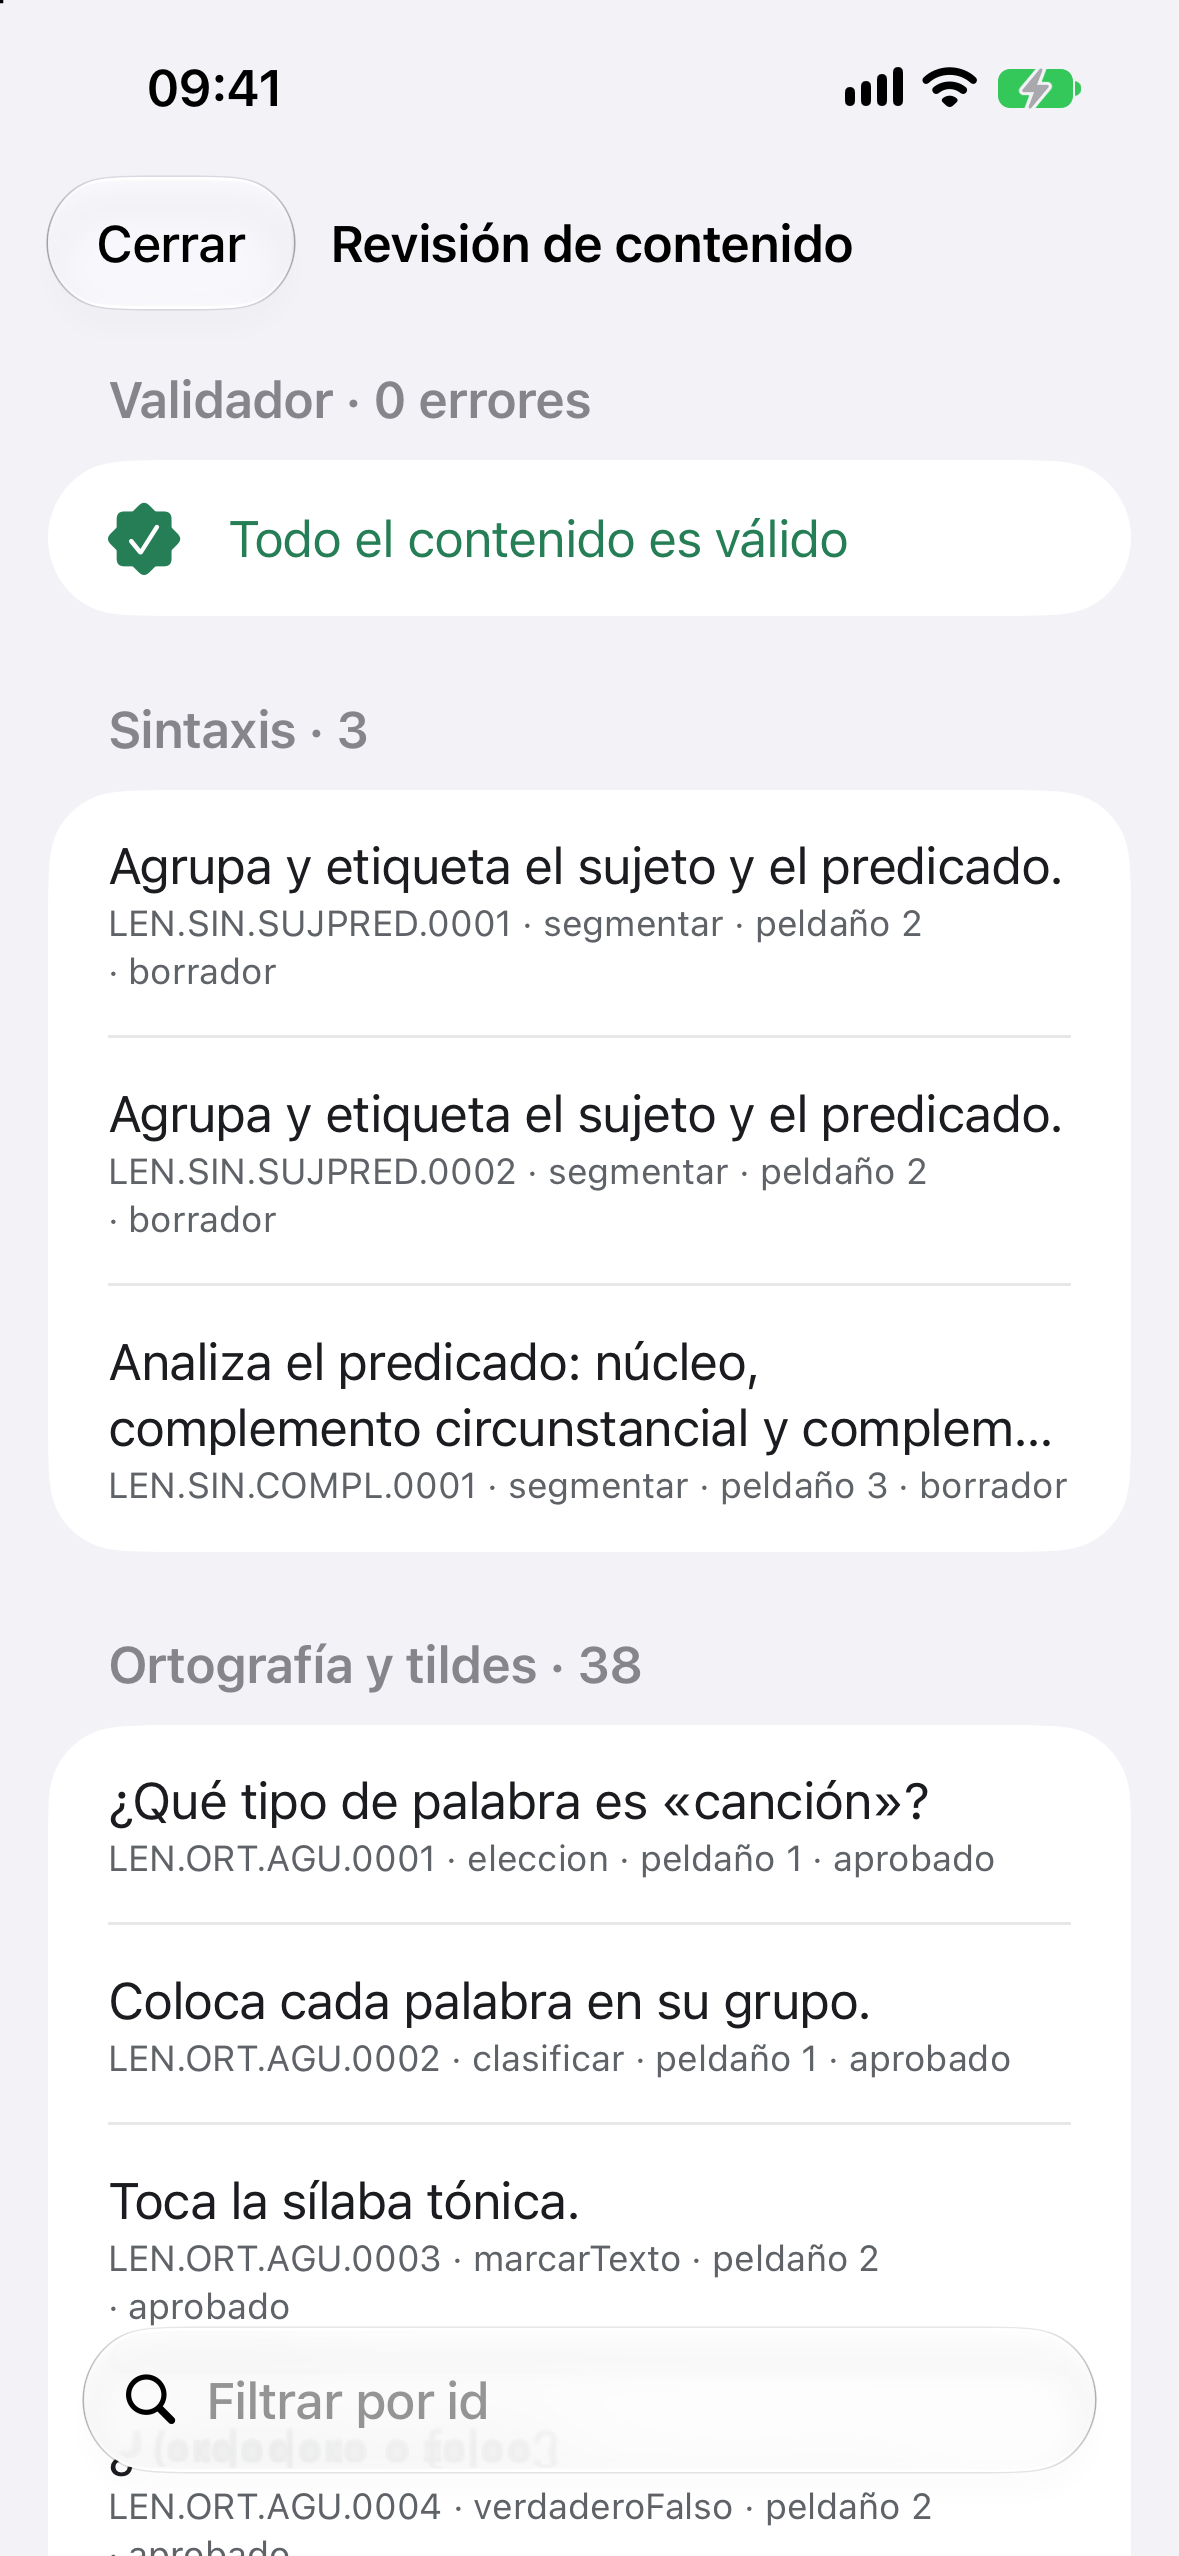 09:41
Cerrar
Revisión de contenido
Validador · 0 errores
Todo el contenido es válido
Sintaxis · 3
Agrupa y etiqueta el sujeto y el predicado.
LEN.SIN.SUJPRED.0001 · segmentar · peldaño 2
· borrador
Agrupa y etiqueta el sujeto y el predicado.
LEN.SIN.SUJPRED.0002 · segmentar · peldaño 2
· borrador
Analiza el predicado: núcleo,
complemento circunstancial y complem...
LEN.SIN.COMPL.0001 · segmentar · peldaño 3 · borrador
Ortografía y tildes · 38
¿Qué tipo de palabra es «canción»?
LEN.ORT.AGU.0001 · eleccion · peldaño 1 · aprobado
Coloca cada palabra en su grupo.
LEN.ORT.AGU.0002 · clasificar · peldaño 1 · aprobado
Toca la sílaba tónica.
LEN.ORT.AGU.0003 · marcarTexto · peldaño 2
· aprobado
Filtrar por id
LEN.ORT.AGU.0004 · verdaderoFalso · peldaño 2
· aprobado